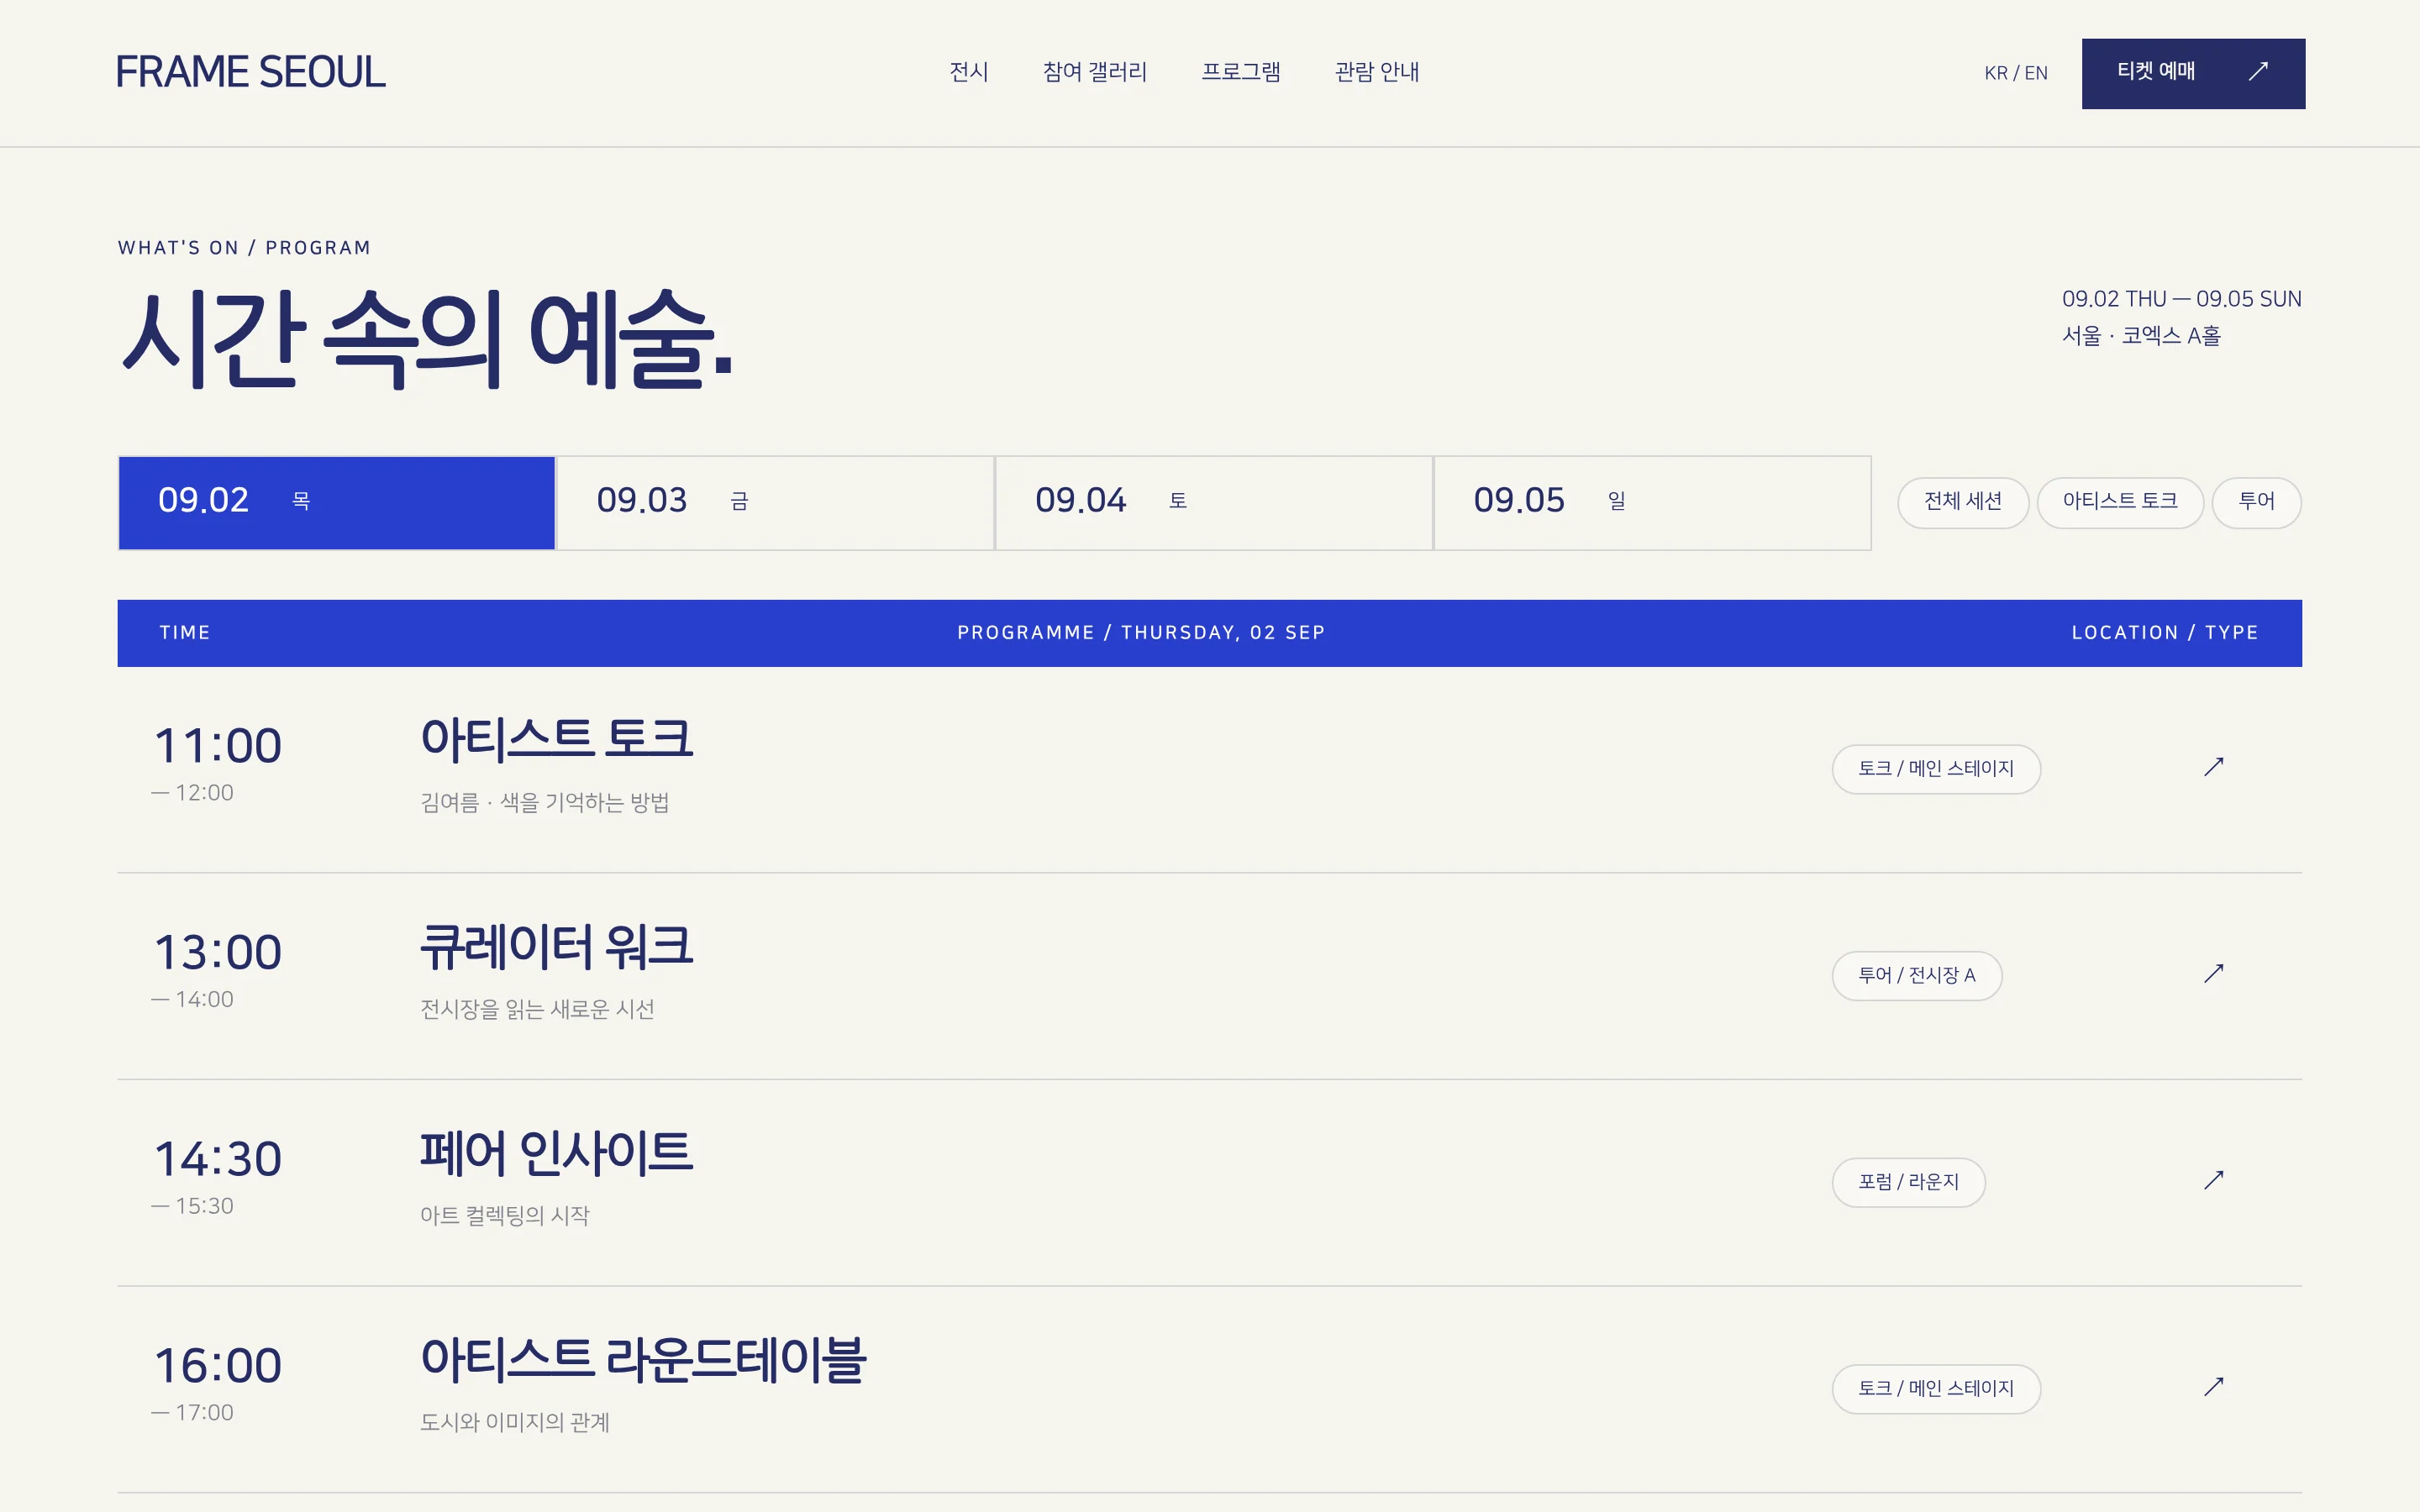 FRAME SEOUL
전시 참여 갤러리 프로그램 관람 안내
KR / EN
티켓 예매 ↗
WHAT'S ON / PROGRAM
시간 속의 예술.
09.02 THU — 09.05 SUN
서울 · 코엑스 A홀
09.02 목
09.03 금
09.04 토
09.05 일
전체 세션
아티스트 토크
투어
TIME
PROGRAMME / THURSDAY, 02 SEP
LOCATION / TYPE
11:00
— 12:00
아티스트 토크
김여름 · 색을 기억하는 방법
토크 / 메인 스테이지 ↗
13:00
— 14:00
큐레이터 워크
전시장을 읽는 새로운 시선
투어 / 전시장 A ↗
14:30
— 15:30
페어 인사이트
아트 컬렉팅의 시작
포럼 / 라운지 ↗
16:00
— 17:00
아티스트 라운드테이블
도시와 이미지의 관계
토크 / 메인 스테이지 ↗